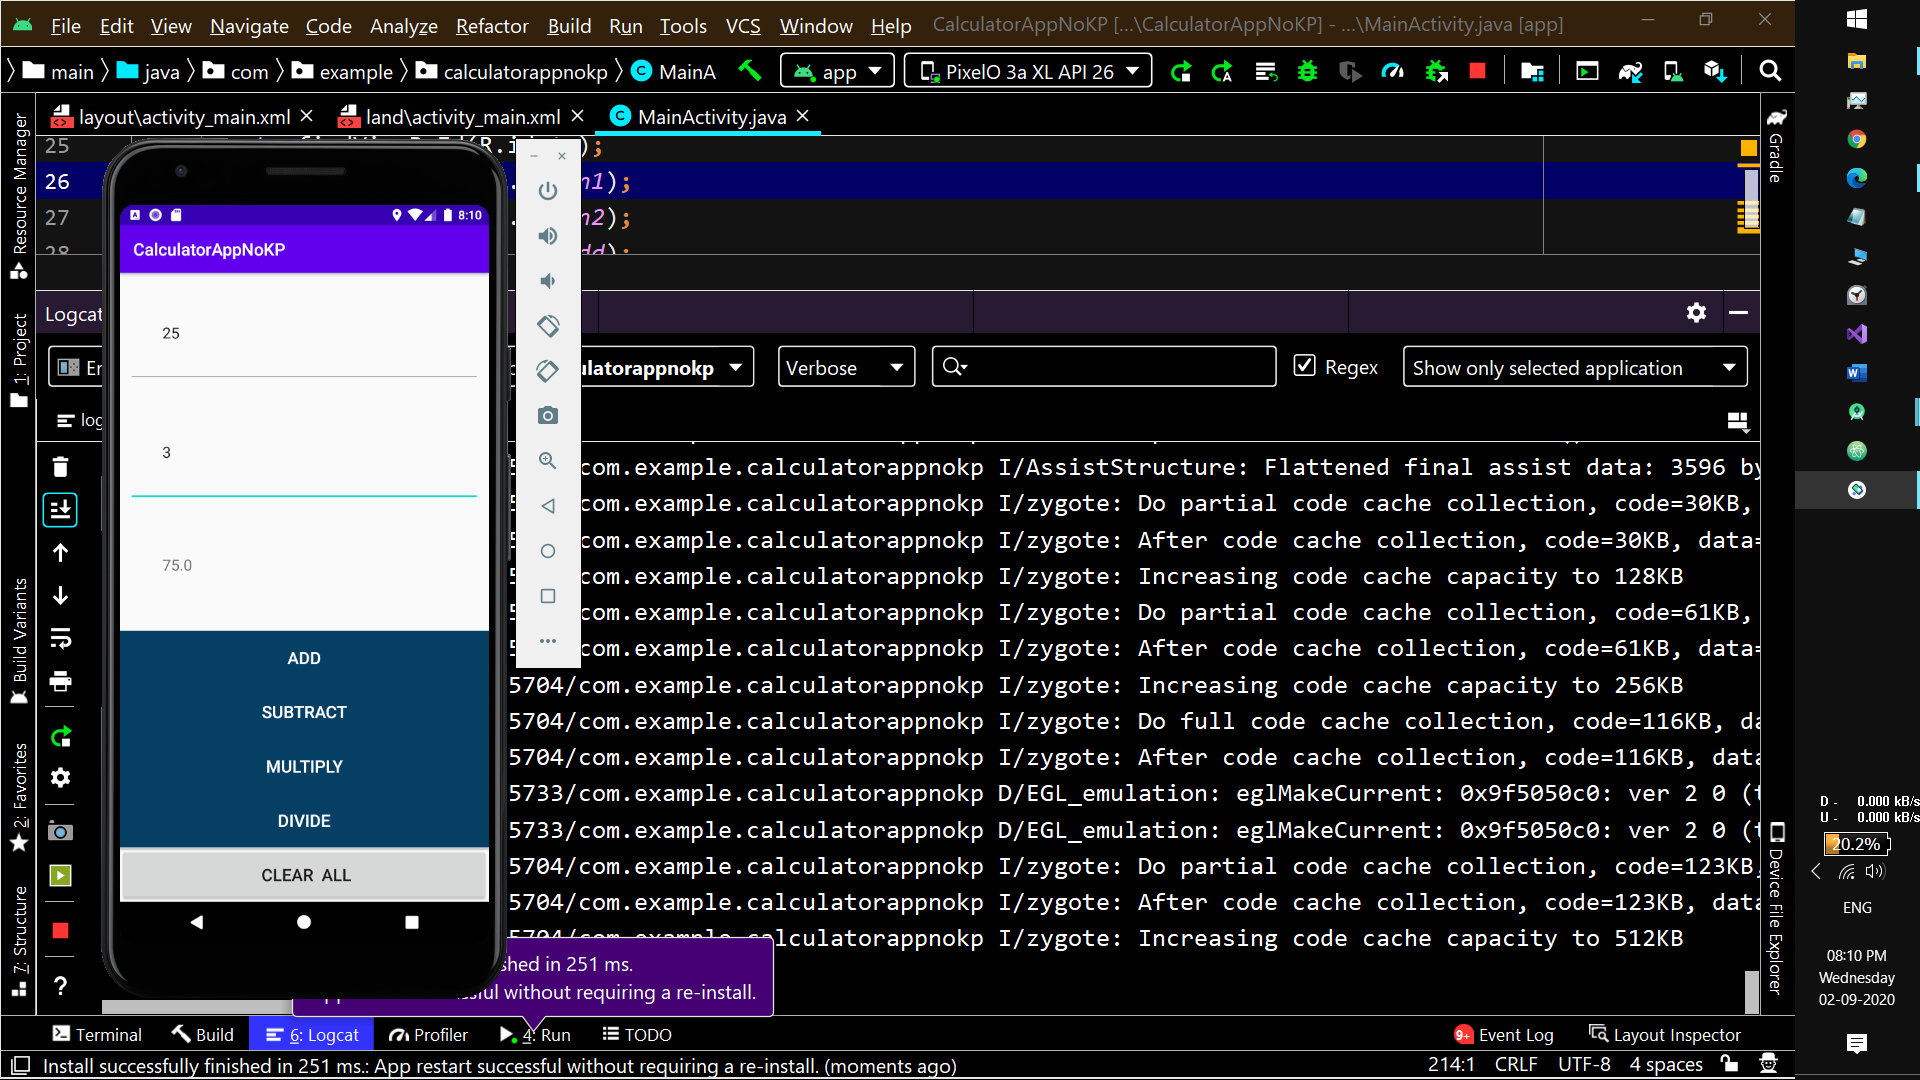 File Edit View Navigate Code Analyze Refactor Build Run Tools VCS Window Help CalculatorAppNoKP [...\CalculatorAppNoKP] - ...\MainActivity.java [app]
main java com example calculatorappnokp MainA app PixelO 3a XL API 26
layout\activity_main.xml land\activity_main.xml MainActivity.java
25
26 n1);
27 n2);
28
Resource Manager
1: Project
Build Variants
2: Favorites
7: Structure
Gradle
Device File Explorer
8:10
CalculatorAppNoKP
25
3
75.0
ADD
SUBTRACT
MULTIPLY
DIVIDE
CLEAR ALL
Logcat
ulatorappnokp Verbose Regex Show only selected application
com.example.calculatorappnokp I/AssistStructure: Flattened final assist data: 3596 by
com.example.calculatorappnokp I/zygote: Do partial code cache collection, code=30KB,
com.example.calculatorappnokp I/zygote: After code cache collection, code=30KB, data=
com.example.calculatorappnokp I/zygote: Increasing code cache capacity to 128KB
com.example.calculatorappnokp I/zygote: Do partial code cache collection, code=61KB,
com.example.calculatorappnokp I/zygote: After code cache collection, code=61KB, data=
5704/com.example.calculatorappnokp I/zygote: Increasing code cache capacity to 256KB
5704/com.example.calculatorappnokp I/zygote: Do full code cache collection, code=116KB, da
5704/com.example.calculatorappnokp I/zygote: After code cache collection, code=116KB, data
5733/com.example.calculatorappnokp D/EGL_emulation: eglMakeCurrent: 0x9f5050c0: ver 2 0 (t
5733/com.example.calculatorappnokp D/EGL_emulation: eglMakeCurrent: 0x9f5050c0: ver 2 0 (t
5704/com.example.calculatorappnokp I/zygote: Do partial code cache collection, code=123KB,
5704/com.example.calculatorappnokp I/zygote: After code cache collection, code=123KB, data
calculatorappnokp I/zygote: Increasing code cache capacity to 512KB
shed in 251 ms.
ful without requiring a re-install.
Terminal Build 6: Logcat Profiler 4: Run TODO 9+ Event Log Layout Inspector
Install successfully finished in 251 ms.: App restart successful without requiring a re-install. (moments ago) 214:1 CRLF UTF-8 4 spaces
D - 0.000 kB/s
U - 0.000 kB/s
20.2%
ENG
08:10 PM
Wednesday
02-09-2020